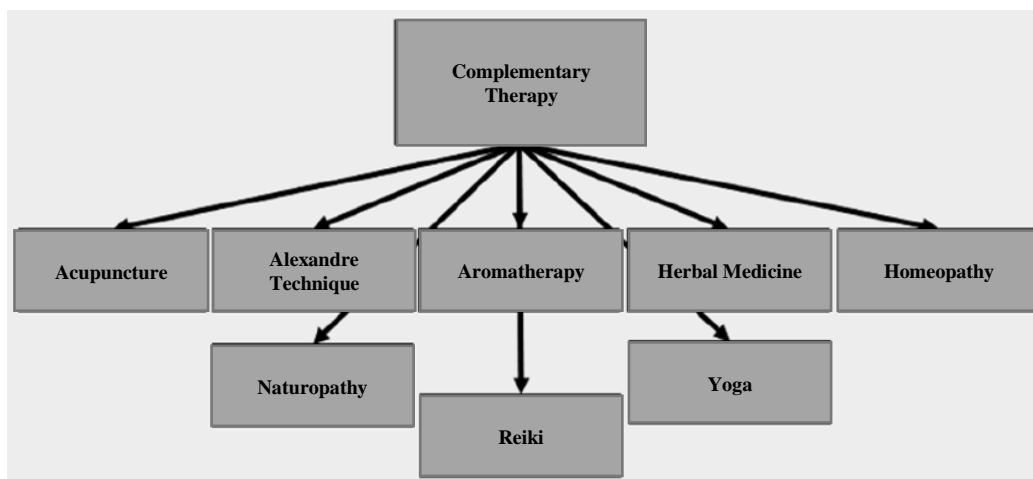 Complementary
Therapy
Acupuncture
Alexandre
Technique
Aromatherapy
Herbal Medicine
Homeopathy
Naturopathy
Reiki
Yoga